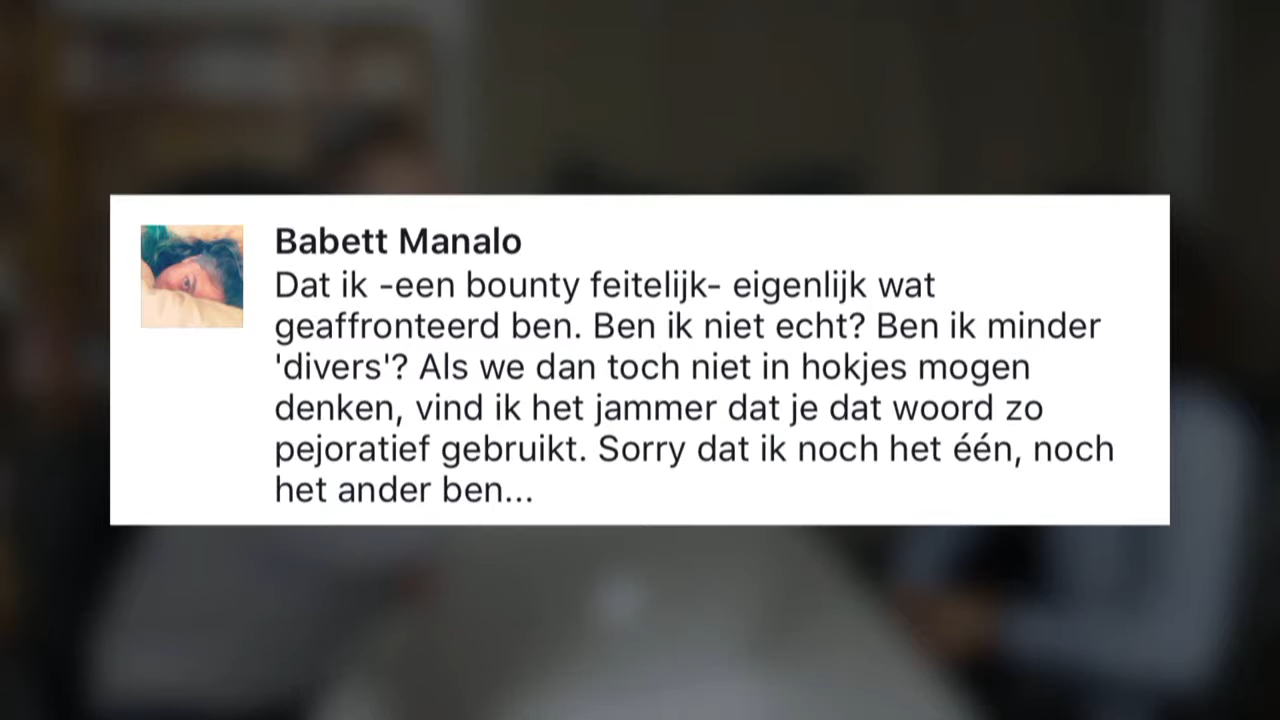 Babett Manalo
Dat ik -een bounty feitelijk- eigenlijk wat
geaffronteerd ben. Ben ik niet echt? Ben ik minder
'divers'? Als we dan toch niet in hokjes mogen
denken, vind ik het jammer dat je dat woord zo
pejoratief gebruikt. Sorry dat ik noch het één, noch
het ander ben...